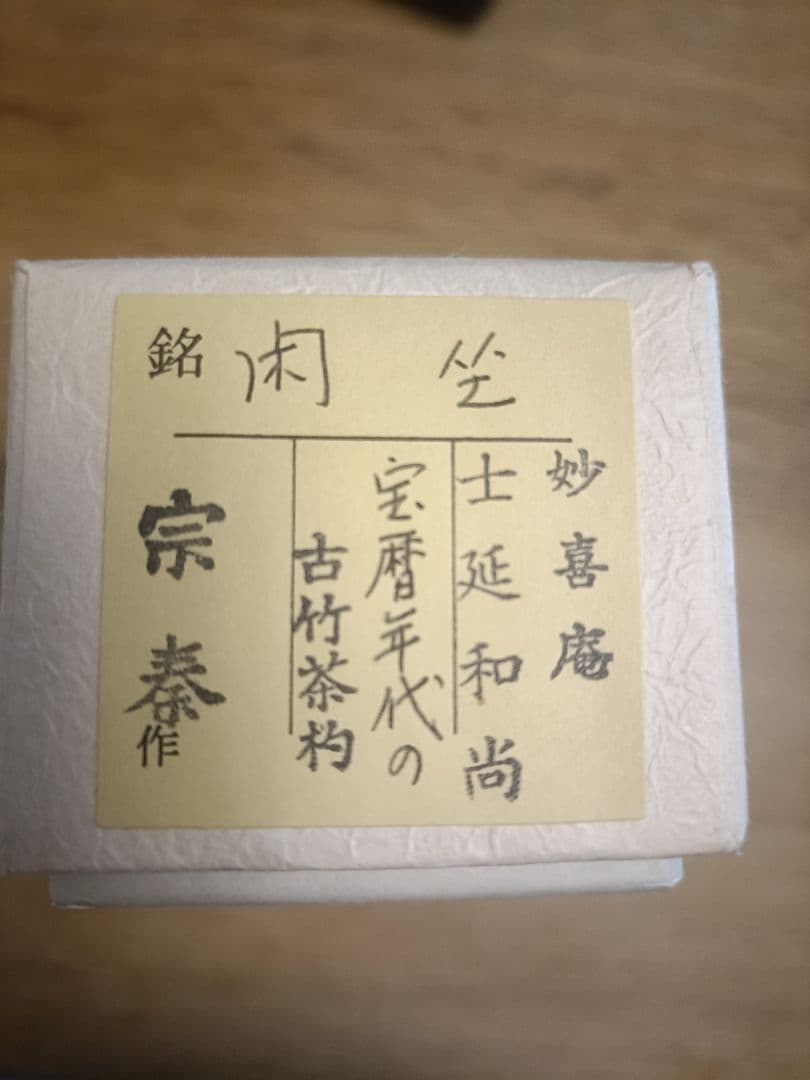 銘 閑 坐
妙喜庵
士延和尚
宝暦年代の
古竹茶杓
宗泰作